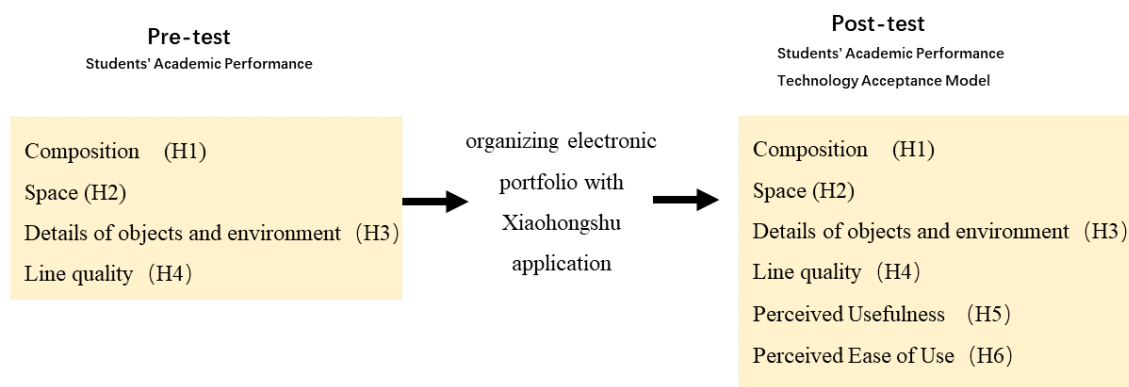 Pre-test
Students' Academic Performance
Composition (H1)
Space (H2)
Details of objects and environment（H3）
Line quality（H4）
organizing electronic
portfolio with
Xiaohongshu
application
Post-test
Students' Academic Performance
Technology Acceptance Model
Composition (H1)
Space (H2)
Details of objects and environment（H3）
Line quality（H4）
Perceived Usefulness（H5）
Perceived Ease of Use（H6）